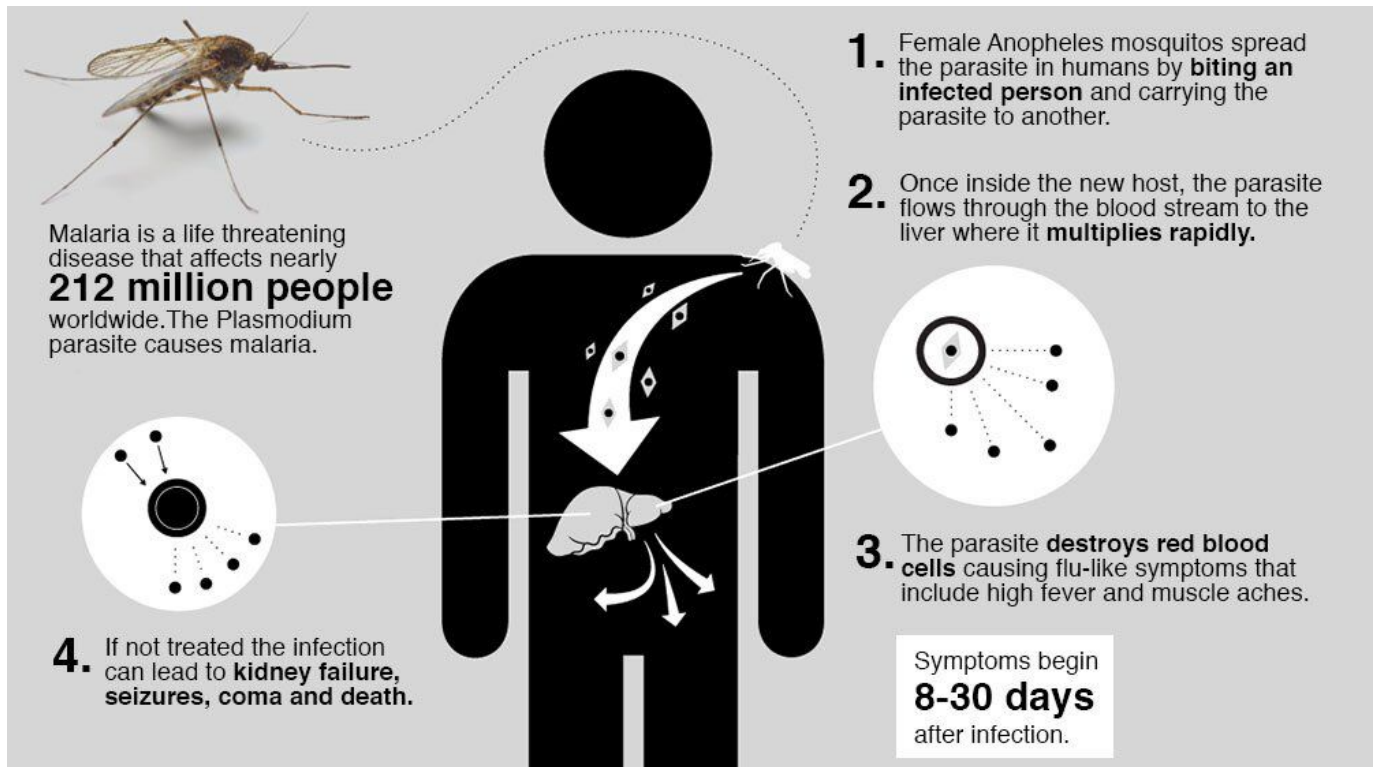 Malaria is a life threatening
disease that affects nearly
212 million people
worldwide.The Plasmodium
parasite causes malaria.
1. Female Anopheles mosquitos spread
the parasite in humans by biting an
infected person and carrying the
parasite to another.
2. Once inside the new host, the parasite
flows through the blood stream to the
liver where it multiplies rapidly.
3. The parasite destroys red blood
cells causing flu-like symptoms that
include high fever and muscle aches.
Symptoms begin
8-30 days
after infection.
4. If not treated the infection
can lead to kidney failure,
seizures, coma and death.